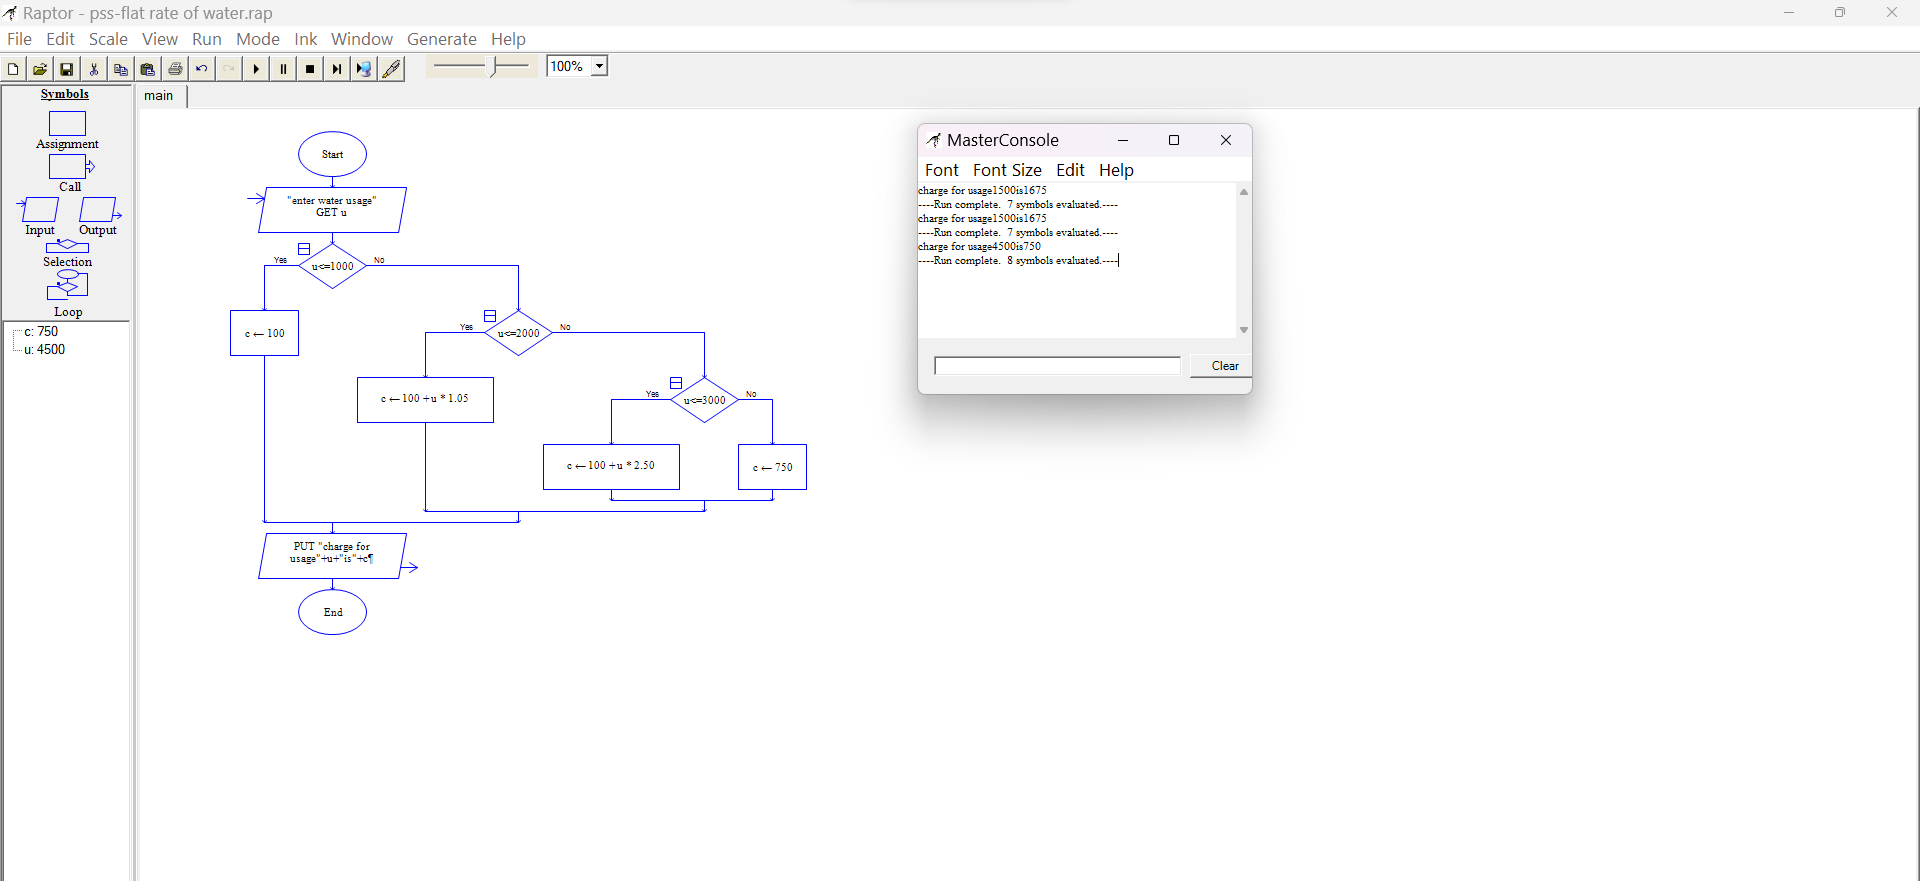 Raptor - pss-flat rate of water.rap
File Edit Scale View Run Mode Ink Window Generate Help
100%
Symbols
main
Assignment
Call
Input Output
Selection
Loop
c: 750
u: 4500
Start
"enter water usage"
GET u
Yes u<=1000 No
c ← 100
Yes u<=2000 No
c ← 100 +u * 1.05
Yes u<=3000 No
c ← 100 +u * 2.50
c ← 750
PUT "charge for
usage"+u+"is"+c¶
End
MasterConsole
Font Font Size Edit Help
charge for usage1500is1675
----Run complete. 7 symbols evaluated.----
charge for usage1500is1675
----Run complete. 7 symbols evaluated.----
charge for usage4500is750
----Run complete. 8 symbols evaluated.----
Clear